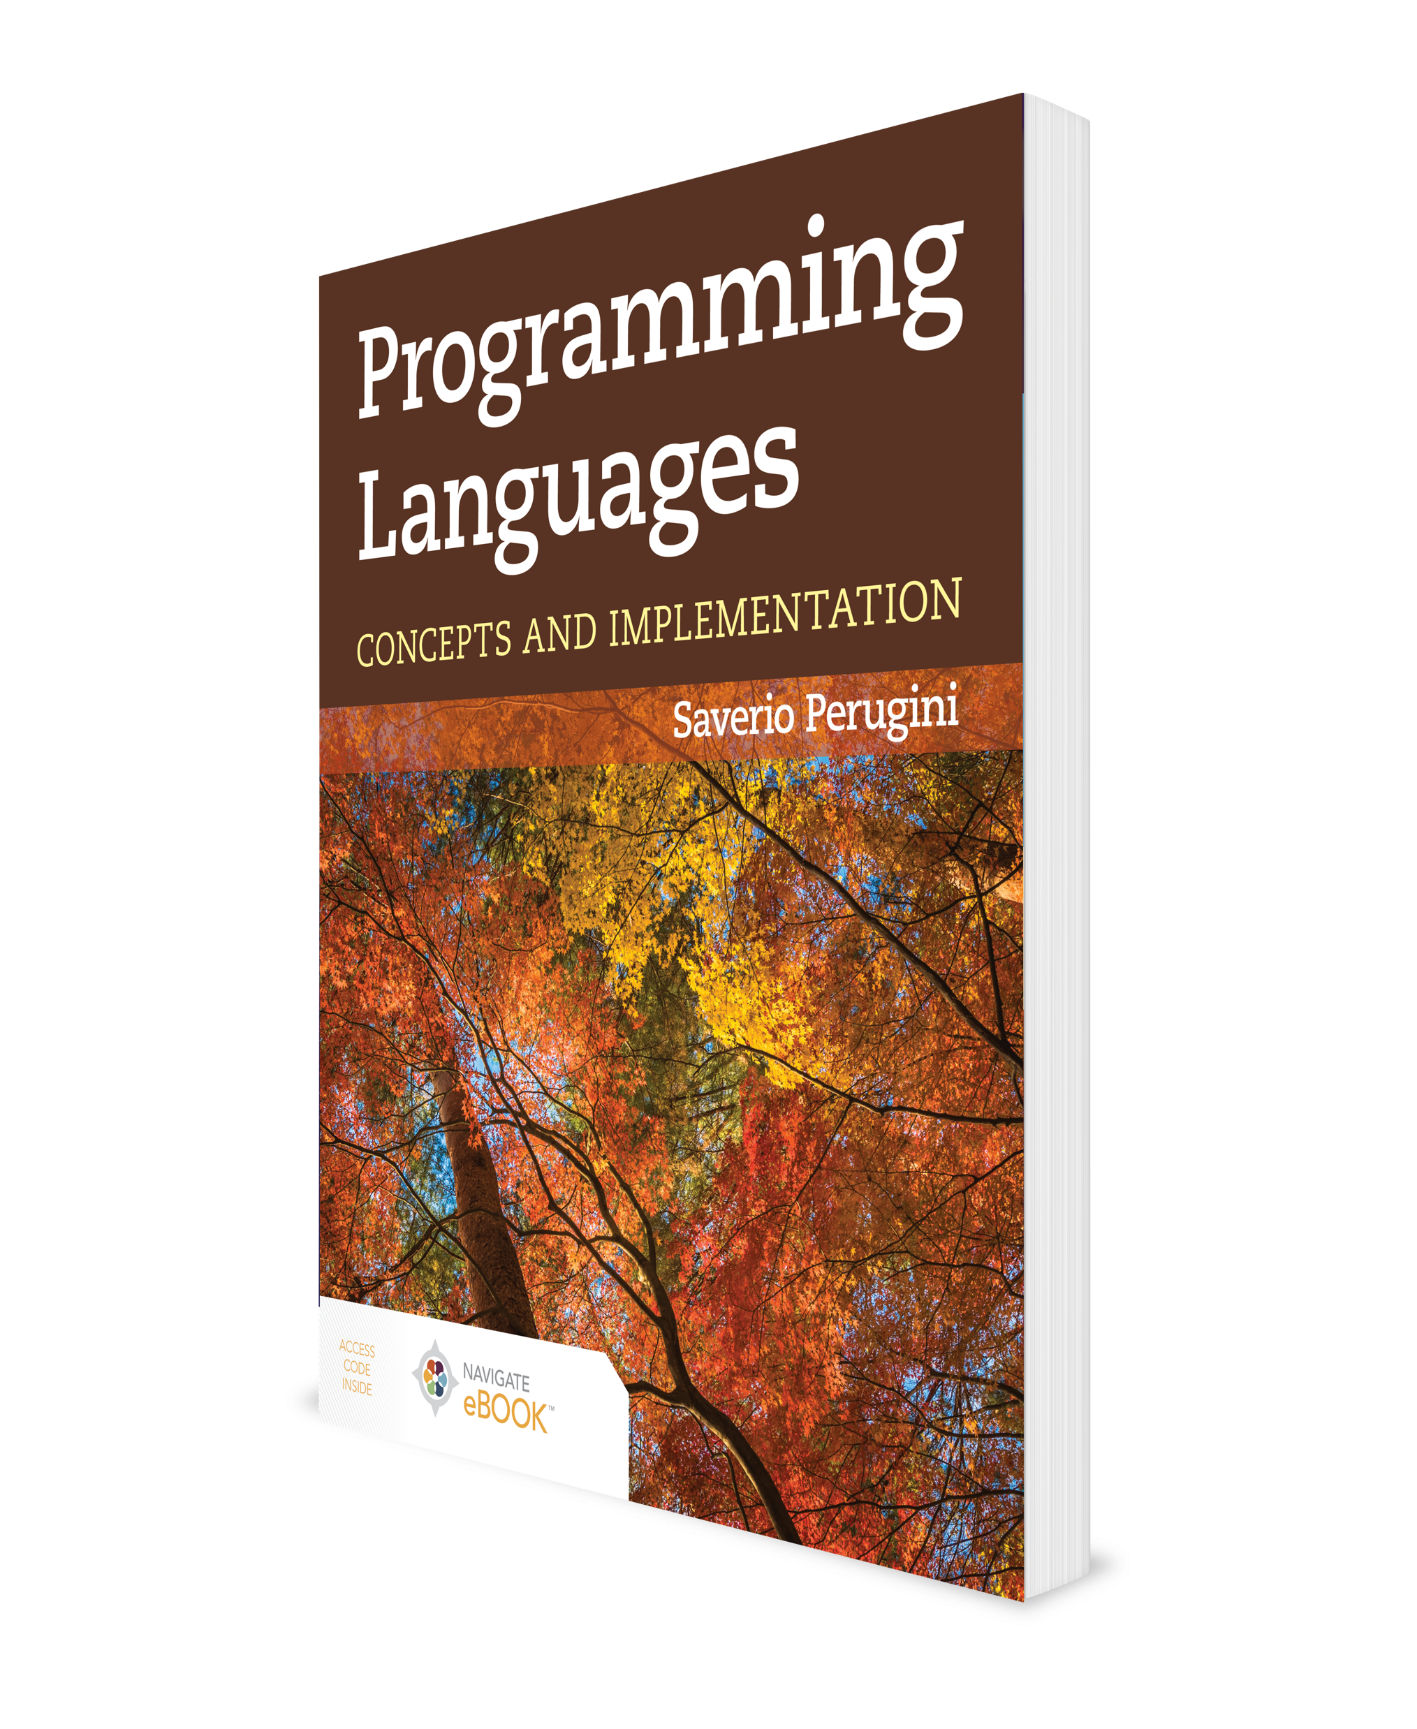 Programming
Languages
CONCEPTS AND IMPLEMENTATION
Saverio Perugini
ACCESS
CODE
INSIDE
NAVIGATE
eBOOK™